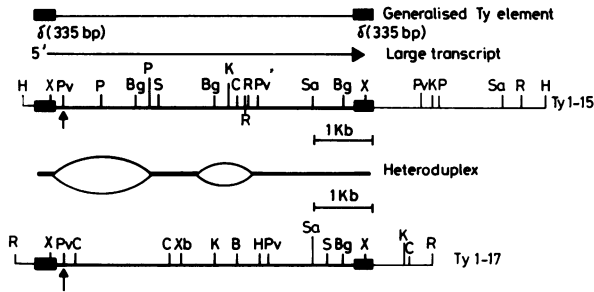 Generalised Ty element
δ(335 bp) δ(335 bp)
5' Large transcript
P K
H X Pv P Bg S Bg C R Pv' Sa Bg X Pv K P Sa R H
R
Ty 1-15
1Kb
Heteroduplex
1Kb
Sa
R X Pv C C Xb K B H Pv S Bg X K C R
Ty 1-17